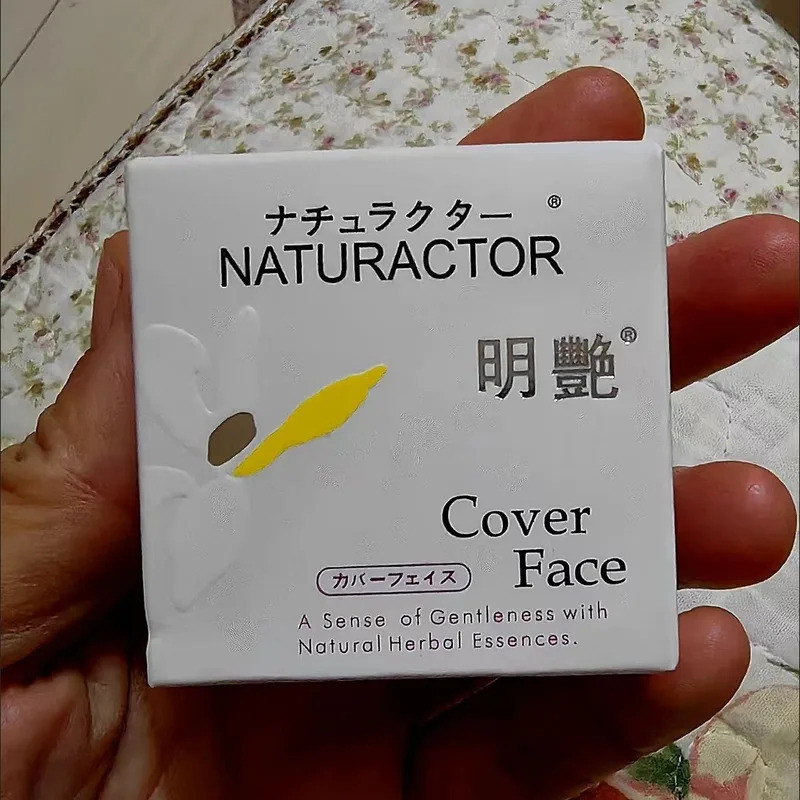 ナチュラクター ®
NATURACTOR
明艷®
Cover
Face
カバーフェイス
A Sense of Gentleness with
Natural Herbal Essences.